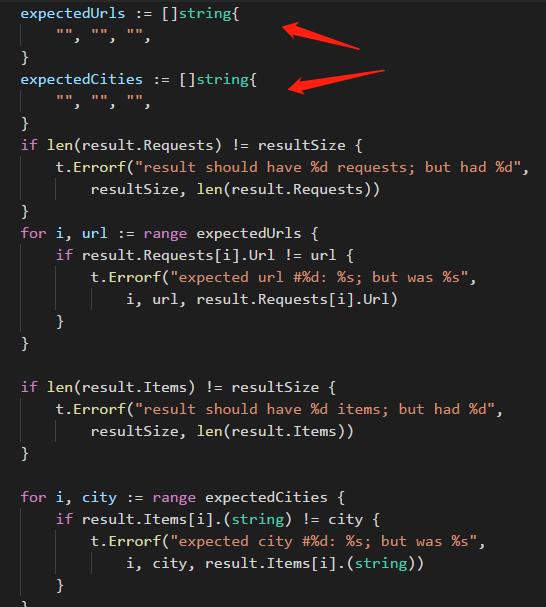 expectedUrls := []string{
    "", "", "",
}
expectedCities := []string{
    "", "", "",
}
if len(result.Requests) != resultSize {
    t.Errorf("result should have %d requests; but had %d",
        resultSize, len(result.Requests))
}
for i, url := range expectedUrls {
    if result.Requests[i].Url != url {
        t.Errorf("expected url #%d: %s; but was %s",
            i, url, result.Requests[i].Url)
    }
}

if len(result.Items) != resultSize {
    t.Errorf("result should have %d items; but had %d",
        resultSize, len(result.Items))
}

for i, city := range expectedCities {
    if result.Items[i].(string) != city {
        t.Errorf("expected city #%d: %s; but was %s",
            i, city, result.Items[i].(string))
    }
}